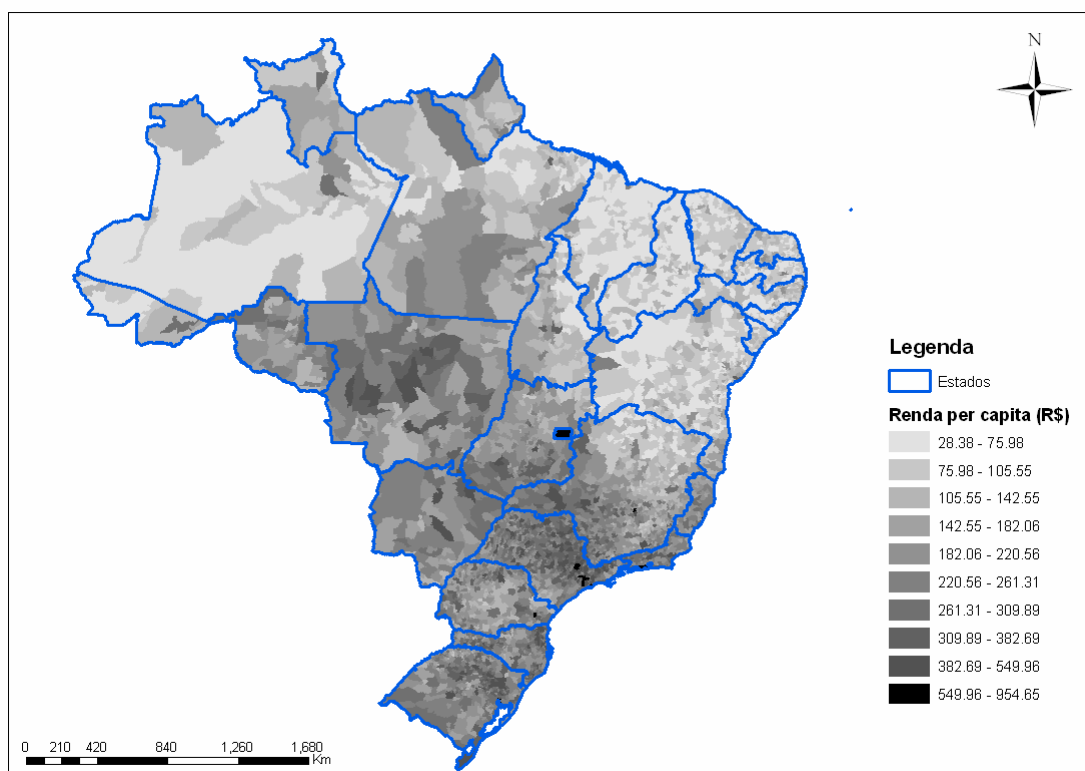 N
Legenda
Estados
Renda per capita (R$)
28.38 - 75.98
75.98 - 105.55
105.55 - 142.55
142.55 - 182.06
182.06 - 220.56
220.56 - 261.31
261.31 - 309.89
309.89 - 382.69
382.69 - 549.96
549.96 - 954.65
0 210 420 840 1,260 1,680
Km